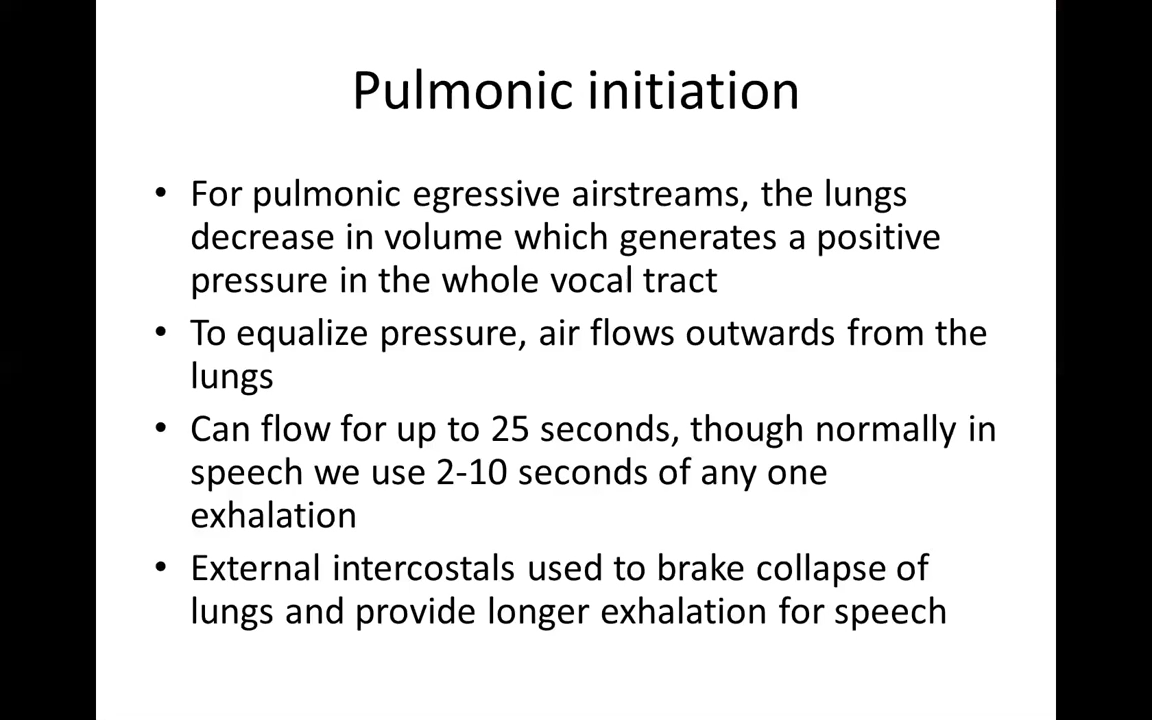 Pulmonic initiation
• For pulmonic egressive airstreams, the lungs
decrease in volume which generates a positive
pressure in the whole vocal tract
• To equalize pressure, air flows outwards from the
lungs
• Can flow for up to 25 seconds, though normally in
speech we use 2-10 seconds of any one
exhalation
• External intercostals used to brake collapse of
lungs and provide longer exhalation for speech